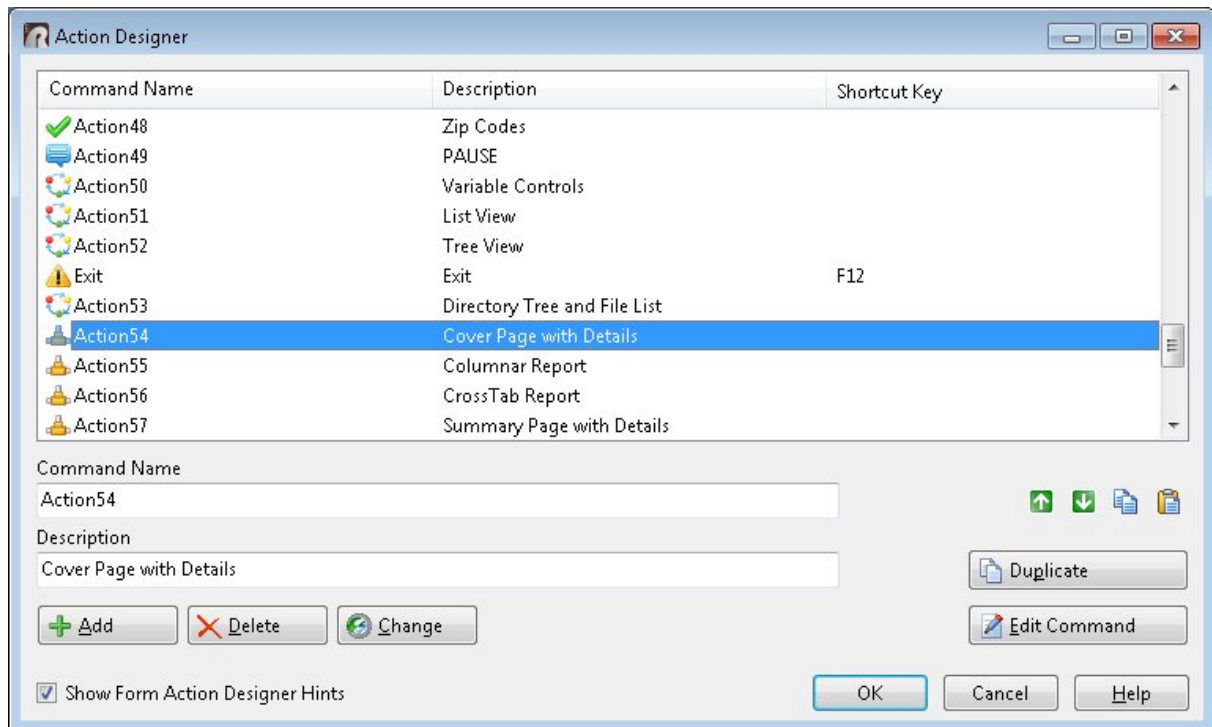 Action Designer
Command Name Description Shortcut Key
Action48 Zip Codes
Action49 PAUSE
Action50 Variable Controls
Action51 List View
Action52 Tree View
Exit Exit F12
Action53 Directory Tree and File List
Action54 Cover Page with Details
Action55 Columnar Report
Action56 CrossTab Report
Action57 Summary Page with Details
Command Name
Action54
Description
Cover Page with Details
Duplicate
Add Delete Change Edit Command
Show Form Action Designer Hints OK Cancel Help